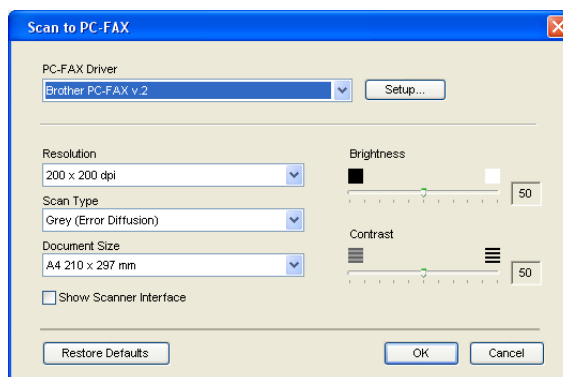 Scan to PC-FAX
PC-FAX Driver
Brother PC-FAX v.2
Setup...
Resolution
200 x 200 dpi
Scan Type
Grey (Error Diffusion)
Document Size
A4 210 x 297 mm
Show Scanner Interface
Brightness
50
Contrast
50
Restore Defaults
OK
Cancel